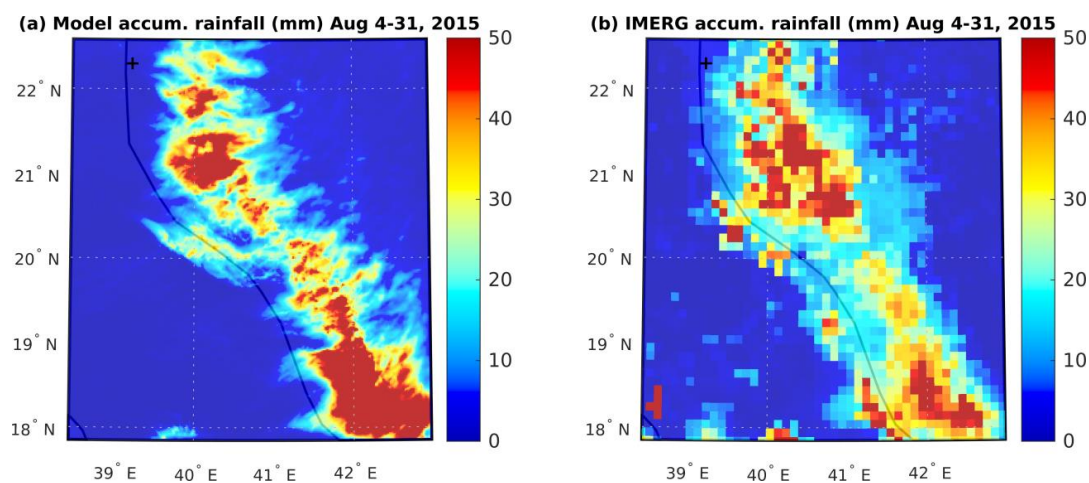 (a) Model accum. rainfall (mm) Aug 4-31, 2015
50
40
30
20
10
0
22° N
21° N
20° N
19° N
18° N
39° E
40° E
41° E
42° E
(b) IMERG accum. rainfall (mm) Aug 4-31, 2015
50
40
30
20
10
0
22° N
21° N
20° N
19° N
18° N
39° E
40° E
41° E
42° E